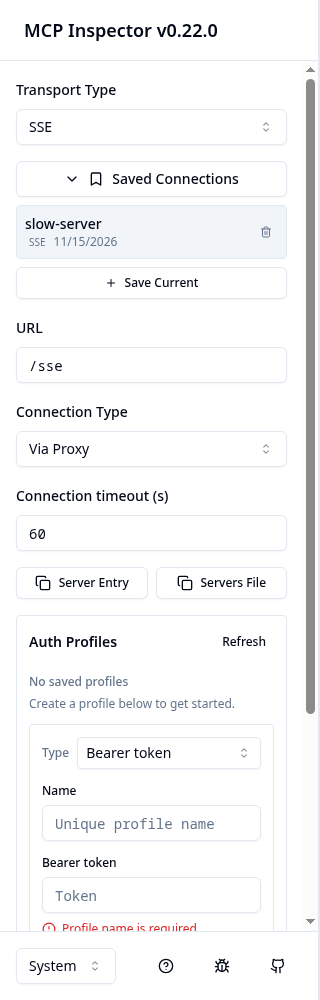 MCP Inspector v0.22.0
Transport Type
SSE
Saved Connections
slow-server
SSE 11/15/2026
Save Current
URL
/sse
Connection Type
Via Proxy
Connection timeout (s)
60
Server Entry
Servers File
Auth Profiles
Refresh
No saved profiles
Create a profile below to get started.
Type
Bearer token
Name
Unique profile name
Bearer token
Token
Profile name is required
System